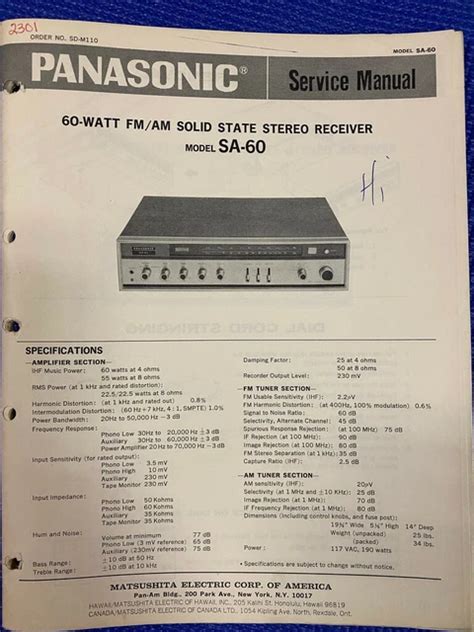 2301
ORDER NO. SD-M110
MODEL SA-60
PANASONIC®
Service Manual
60-WATT FM/AM SOLID STATE STEREO RECEIVER
MODEL SA-60
Hi
SPECIFICATIONS
—AMPLIFIER SECTION—
IHF Music Power: 60 watts at 4 ohms
55 watts at 8 ohms
RMS Power (at 1 kHz and rated distortion):
22.5/22.5 watts at 4 ohms
Harmonic Distortion: (at 1 kHz and at rated out) 0.8%
Intermodulation Distortion: (60 Hz+7 kHz, 4 : 1, SMPTE) 1.0%
Power Bandwidth: 20Hz to 50,000 Hz −3 dB
Frequency Response:
Phono Low 30Hz to 20,000 Hz ±3 dB
Auxiliary 30Hz to 60,000 Hz ±3 dB
Power Amplifier 20 Hz to 70,000 Hz −3 dB
Input Sensitivity (for rated output):
Phono Low 3.5 mV
Phono High 10 mV
Auxiliary 230 mV
Tape Monitor 230 mV
Input Impedance:
Phono Low 50 Kohms
Phono High 60 Kohms
Auxiliary 35 Kohms
Tape Monitor 35 Kohms
Hum and Noise:
Volume at minimum 77 dB
Phono Low (3 mV reference) 65 dB
Auxiliary (230mV reference) 75 dB
Bass Range: ±10 dB at 50 Hz
Treble Range: ±10 dB at 10 kHz
Damping Factor: 25 at 4 ohms
50 at 8 ohms
Recorder Output Level: 230 mV
—FM TUNER SECTION—
FM Usable Sensitivity (IHF): 2.2μV
FM Harmonic Distortion: (at 400Hz, 100% modulation) 0.6%
Signal to Noise Ratio: 60 dB
Selectivity, Alternate Channel: 45 dB
Spurious Response Rejection: (at 100 MHz) 75 dB
IF Rejection (at 100 MHz): 80 dB
Image Rejection (at 100 MHz): 60 dB
FM Stereo Separation (at 1 kHz): 35 dB
Capture Ratio (IHF): 2.5 dB
—AM TUNER SECTION—
AM sensitivity (IHF): 20μV
Selectivity (at 1 MHz and ±10 KHz): 25 dB
Image Rejection (at 1 MHz): 70 dB
IF Frequency Rejection (at 1 MHz): 80 dB
Dimensions (including control knobs, and fuse post):
14" Deep
Weight (unpacked) 25 lbs.
(packed) 34 lbs.
Power: 117 VAC, 190 watts
* Specifications are subject to change without notice.
MATSUSHITA ELECTRIC CORP. OF AMERICA
Pan-Am Bldg., 200 Park Ave., New York, N.Y. 10017
HAWAII/MATSUSHITA ELECTRIC OF HAWAII, INC. 205 Kalihi St. Honolulu, Hawaii 96819
CANADA/MATSUSHITA ELECTRIC OF CANADA LTD. 1054 Kipling North, Rexdale, Ont.